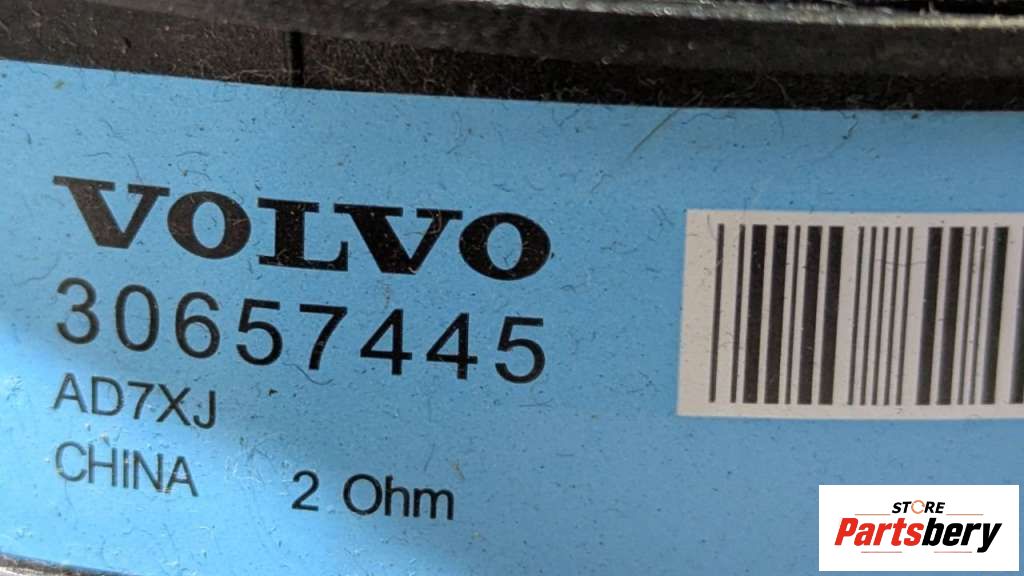 VOLVO
30657445
AD7XJ
CHINA 2 Ohm
STORE
Partsbery